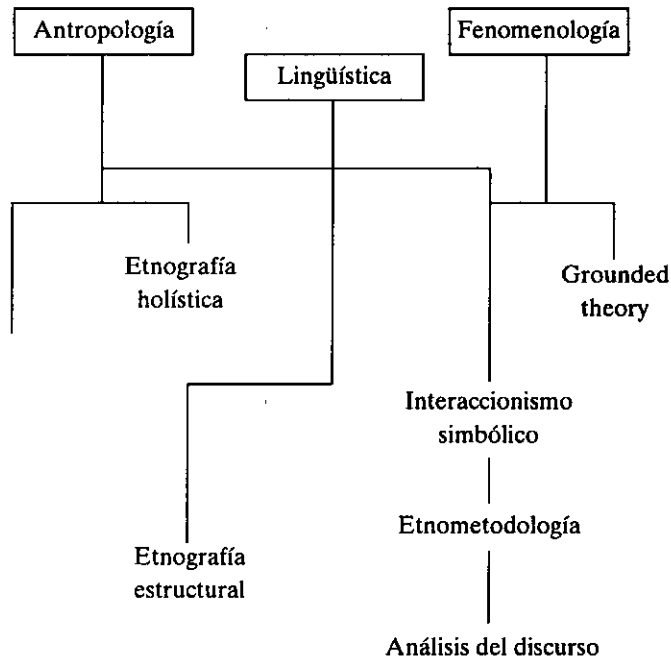 Antropología
Fenomenología
Lingüística
Etnografía
holística
Grounded
theory
Interaccionismo
simbólico
Etnometodología
Etnografía
estructural
Análisis del discurso